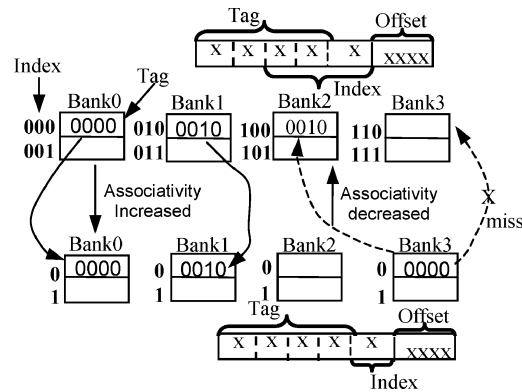 Tag
Offset
X X X X X XXXX
Index
Index
Tag
Bank0 Bank1 Bank2 Bank3
000 0000 010 0010 100 0010 110
001 011 101 111
Associativity
Increased
Associativity
decreased
X
miss
Bank0 Bank1 Bank2 Bank3
0 0000 0 0010 0 0 0000
1 1 1 1
Tag
Offset
X X X X X XXXX
Index